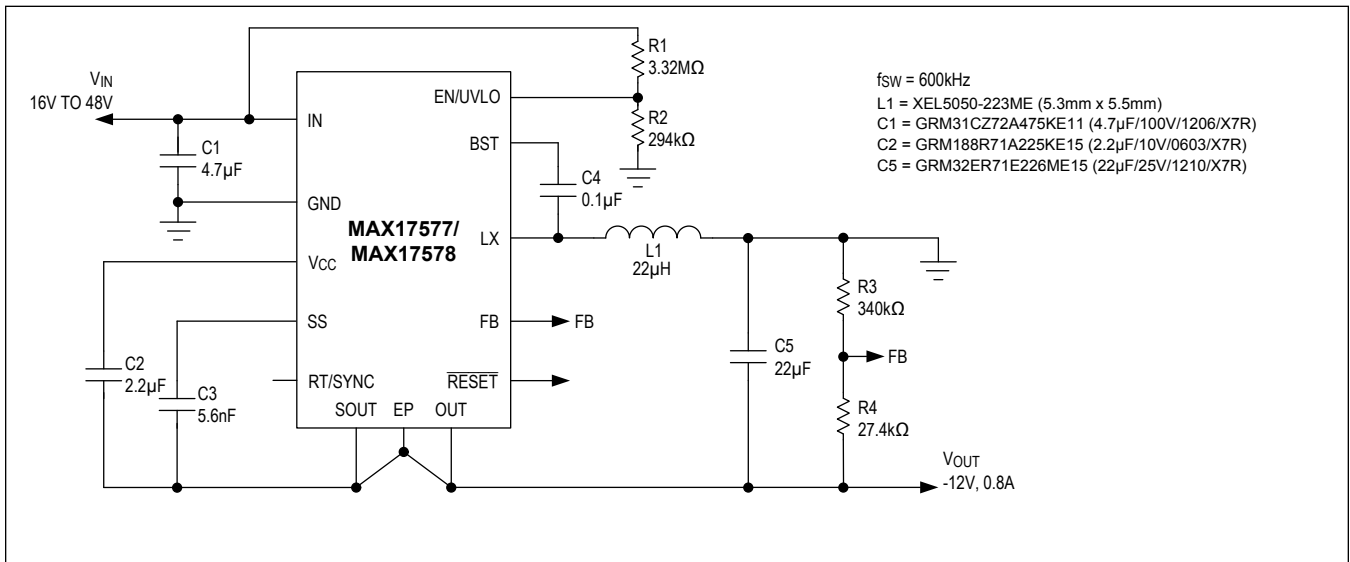 VIN
16V TO 48V
C1
4.7µF
IN
GND
VCC
SS
RT/SYNC
SOUT EP OUT
MAX17577/
MAX17578
EN/UVLO
BST
LX
FB
RESET
C2
2.2µF
C3
5.6nF
R1
3.32MΩ
R2
294kΩ
C4
0.1µF
L1
22µH
FB
C5
22µF
R3
340kΩ
FB
R4
27.4kΩ
VOUT
-12V, 0.8A
fSW = 600kHz
L1 = XEL5050-223ME (5.3mm x 5.5mm)
C1 = GRM31CZ72A475KE11 (4.7µF/100V/1206/X7R)
C2 = GRM188R71A225KE15 (2.2µF/10V/0603/X7R)
C5 = GRM32ER71E226ME15 (22µF/25V/1210/X7R)